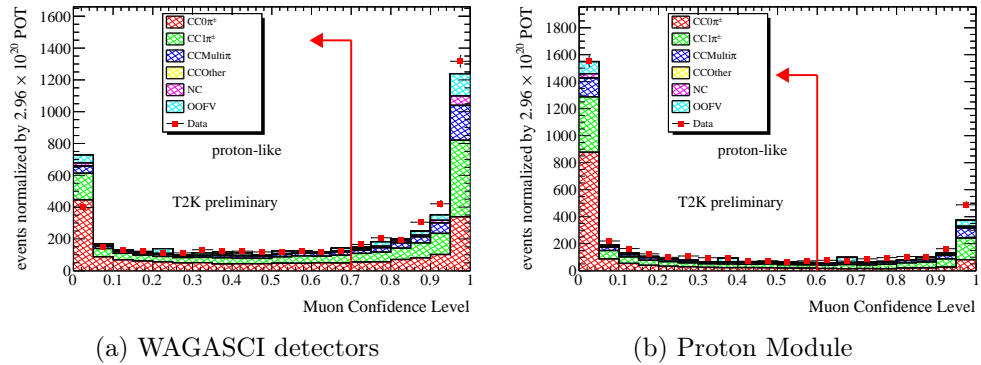 events normalized by 2.96 × 10²⁰ POT
1600
1400
1200
1000
800
600
400
200
0
CC0π±
CC1π±
CCMultiπ
CCOther
NC
OOFV
Data
proton-like
T2K preliminary
0 0.1 0.2 0.3 0.4 0.5 0.6 0.7 0.8 0.9 1
Muon Confidence Level
(a) WAGASCI detectors
events normalized by 2.96 × 10²⁰ POT
1800
1600
1400
1200
1000
800
600
400
200
0
CC0π±
CC1π±
CCMultiπ
CCOther
NC
OOFV
Data
proton-like
T2K preliminary
0 0.1 0.2 0.3 0.4 0.5 0.6 0.7 0.8 0.9 1
Muon Confidence Level
(b) Proton Module